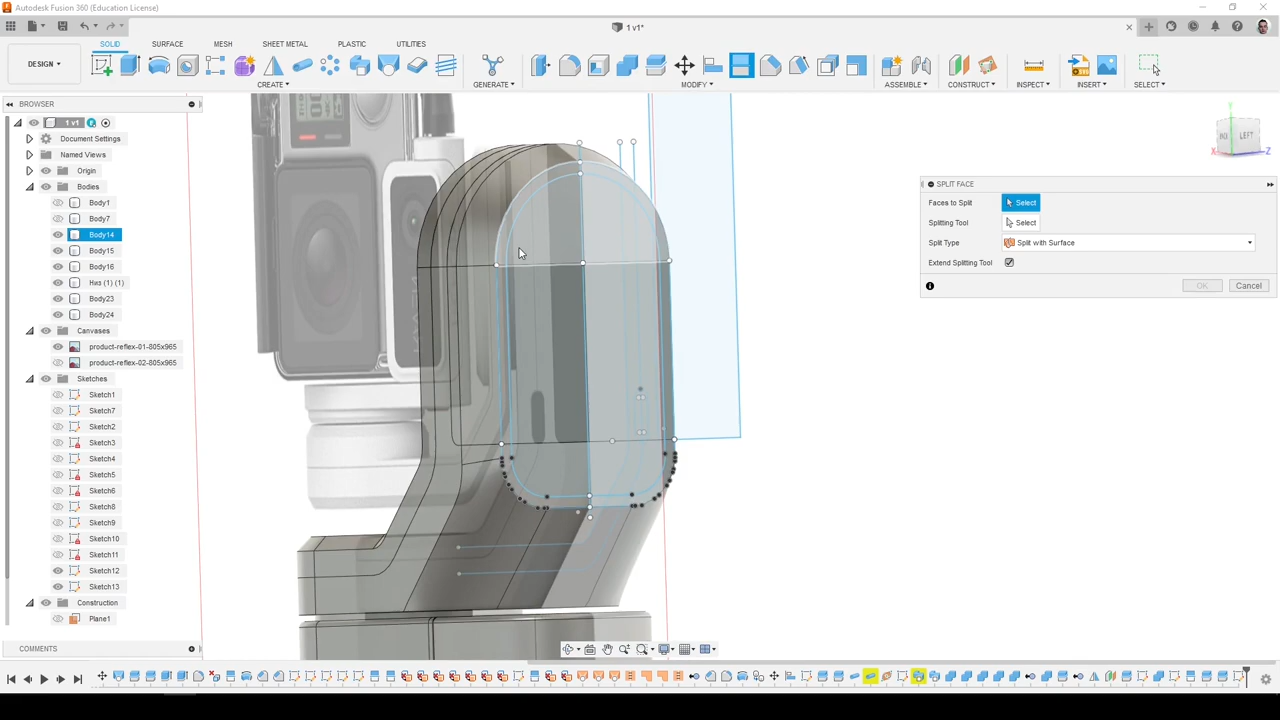 Autodesk Fusion 360 (Education License)
1 v1*
DESIGN
SOLID SURFACE MESH SHEET METAL PLASTIC UTILITIES
CREATE GENERATE MODIFY ASSEMBLE CONSTRUCT INSPECT INSERT SELECT
BROWSER
1 v1
Document Settings
Named Views
Origin
Bodies
Body1
Body7
Body14
Body15
Body16
Низ (1) (1)
Body23
Body24
Canvases
product-reflex-01-805x965
product-reflex-02-805x965
Sketches
Sketch1
Sketch7
Sketch2
Sketch3
Sketch4
Sketch5
Sketch6
Sketch8
Sketch9
Sketch10
Sketch11
Sketch12
Sketch13
Construction
Plane1
COMMENTS
Y
LEFT
X
Z
SPLIT FACE
Faces to Split Select
Splitting Tool Select
Split Type Split with Surface
Extend Splitting Tool
OK Cancel